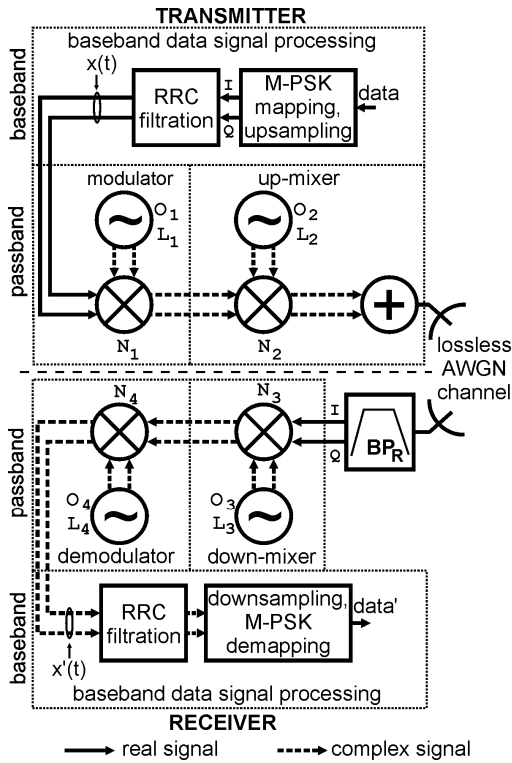 TRANSMITTER
baseband data signal processing
x(t)
baseband
RRC
filtration
I
Q
M-PSK
mapping,
upsampling
data
passband
modulator
O1
L1
N1
up-mixer
O2
L2
N2
lossless
AWGN
channel
passband
N4
O4
L4
demodulator
N3
O3
L3
down-mixer
I
Q
BPR
baseband
x'(t)
RRC
filtration
downsampling,
M-PSK
demapping
data'
baseband data signal processing
RECEIVER
real signal
complex signal